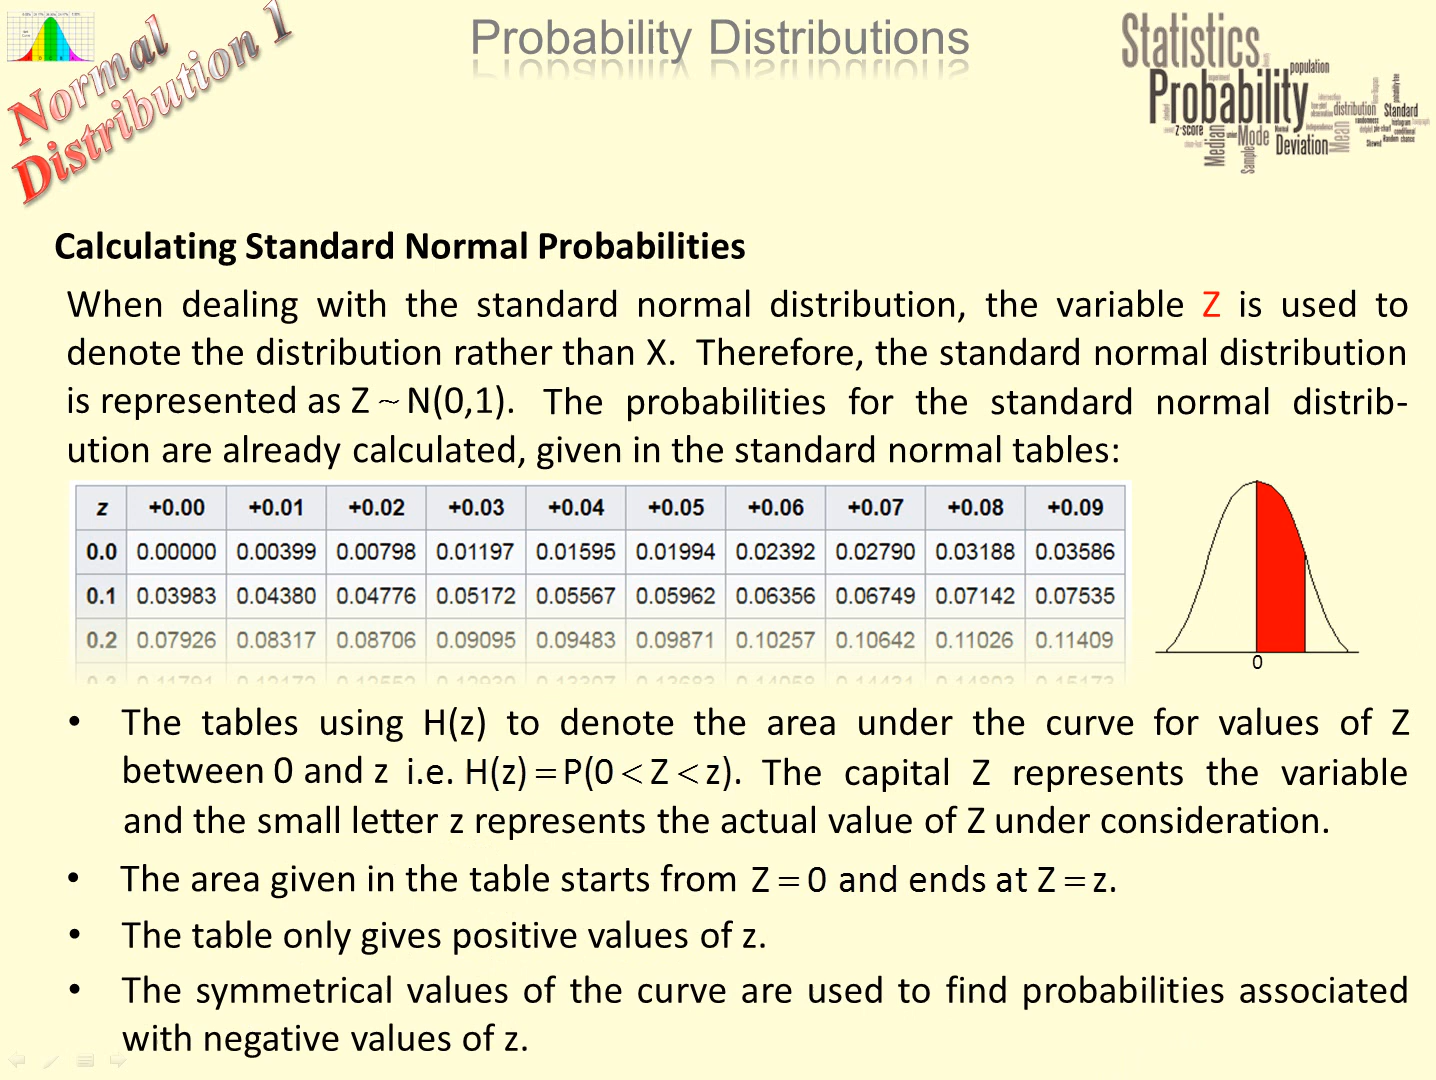 Normal
Distribution 1
Probability Distributions
Statistics
Probability
population
z-score
Median
Mode
Sample
Deviation
Mean
distribution
Standard
Calculating Standard Normal Probabilities
When dealing with the standard normal distribution, the variable Z is used to
denote the distribution rather than X. Therefore, the standard normal distribution
is represented as Z ~ N(0,1). The probabilities for the standard normal distrib-
ution are already calculated, given in the standard normal tables:
z +0.00 +0.01 +0.02 +0.03 +0.04 +0.05 +0.06 +0.07 +0.08 +0.09
0.0 0.00000 0.00399 0.00798 0.01197 0.01595 0.01994 0.02392 0.02790 0.03188 0.03586
0.1 0.03983 0.04380 0.04776 0.05172 0.05567 0.05962 0.06356 0.06749 0.07142 0.07535
0.2 0.07926 0.08317 0.08706 0.09095 0.09483 0.09871 0.10257 0.10642 0.11026 0.11409
0
• The tables using H(z) to denote the area under the curve for values of Z
between 0 and z i.e. H(z) = P(0 < Z < z). The capital Z represents the variable
and the small letter z represents the actual value of Z under consideration.
• The area given in the table starts from Z = 0 and ends at Z = z.
• The table only gives positive values of z.
• The symmetrical values of the curve are used to find probabilities associated
with negative values of z.